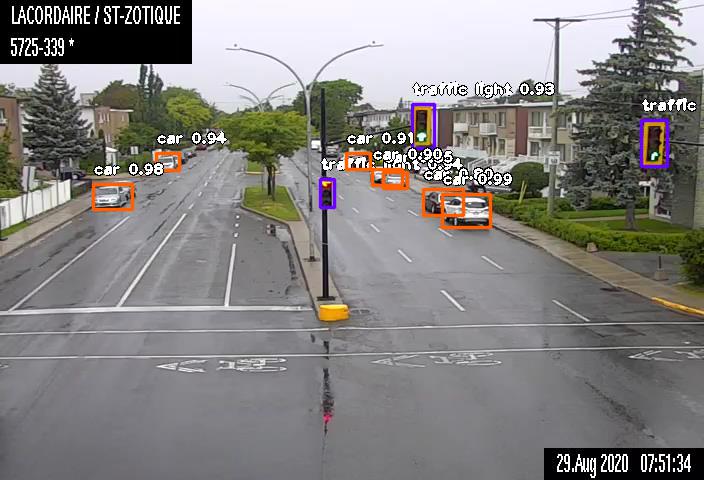 LACORDAIRE / ST-ZOTIQUE
5725-339 *
traffic light 0.93
traffic
car 0.94
car 0.91
car 0.98
car 0.99
29.Aug 2020 07:51:34